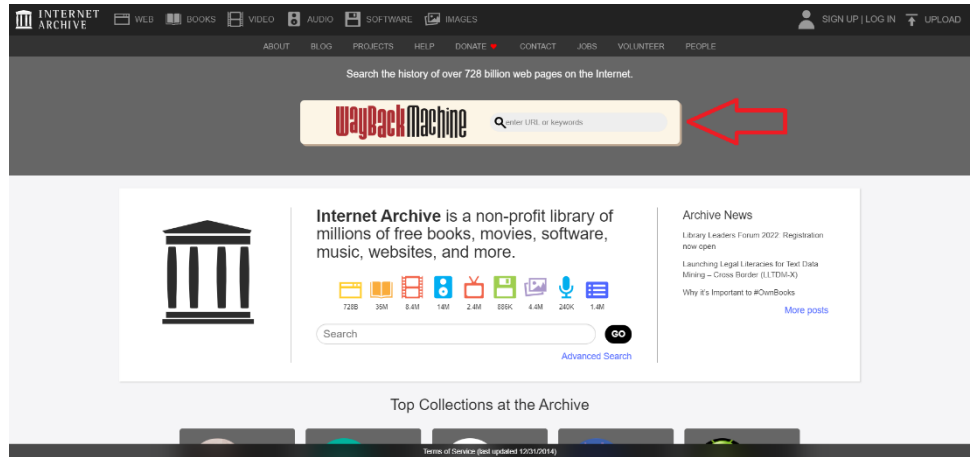 INTERNET
ARCHIVE
WEB BOOKS VIDEO AUDIO SOFTWARE IMAGES
SIGN UP | LOG IN UPLOAD
ABOUT BLOG PROJECTS HELP DONATE CONTACT JOBS VOLUNTEER PEOPLE
Search the history of over 728 billion web pages on the Internet.
WayBackMachine
enter URL or keywords
Internet Archive is a non-profit library of
millions of free books, movies, software,
music, websites, and more.
728B 36M 8.4M 14M 2.4M 886K 4.4M 240K 1.4M
Search
GO
Advanced Search
Archive News
Library Leaders Forum 2022: Registration
now open
Launching Legal Literacies for Text Data
Mining – Cross Border (LLTDM-X)
Why it's Important to #OwnBooks
More posts
Top Collections at the Archive
Terms of Service (last updated 12/31/2014)